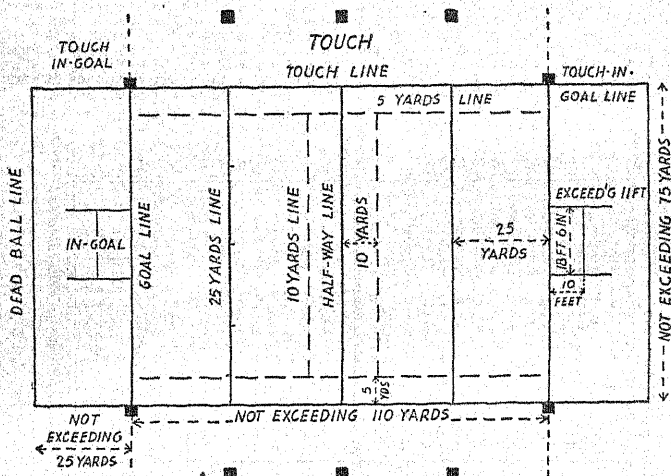 TOUCH
IN-GOAL
TOUCH
TOUCH LINE
TOUCH-IN-
GOAL LINE
5 YARDS LINE
DEAD BALL LINE
IN-GOAL
GOAL LINE
25 YARDS LINE
10 YARDS LINE
HALF-WAY LINE
10 YARDS
25
YARDS
EXCEED'G 11FT
18FT 6IN
10
FEET
NOT EXCEEDING 75 YARDS
5
YDS
NOT
EXCEEDING
25 YARDS
NOT EXCEEDING 110 YARDS